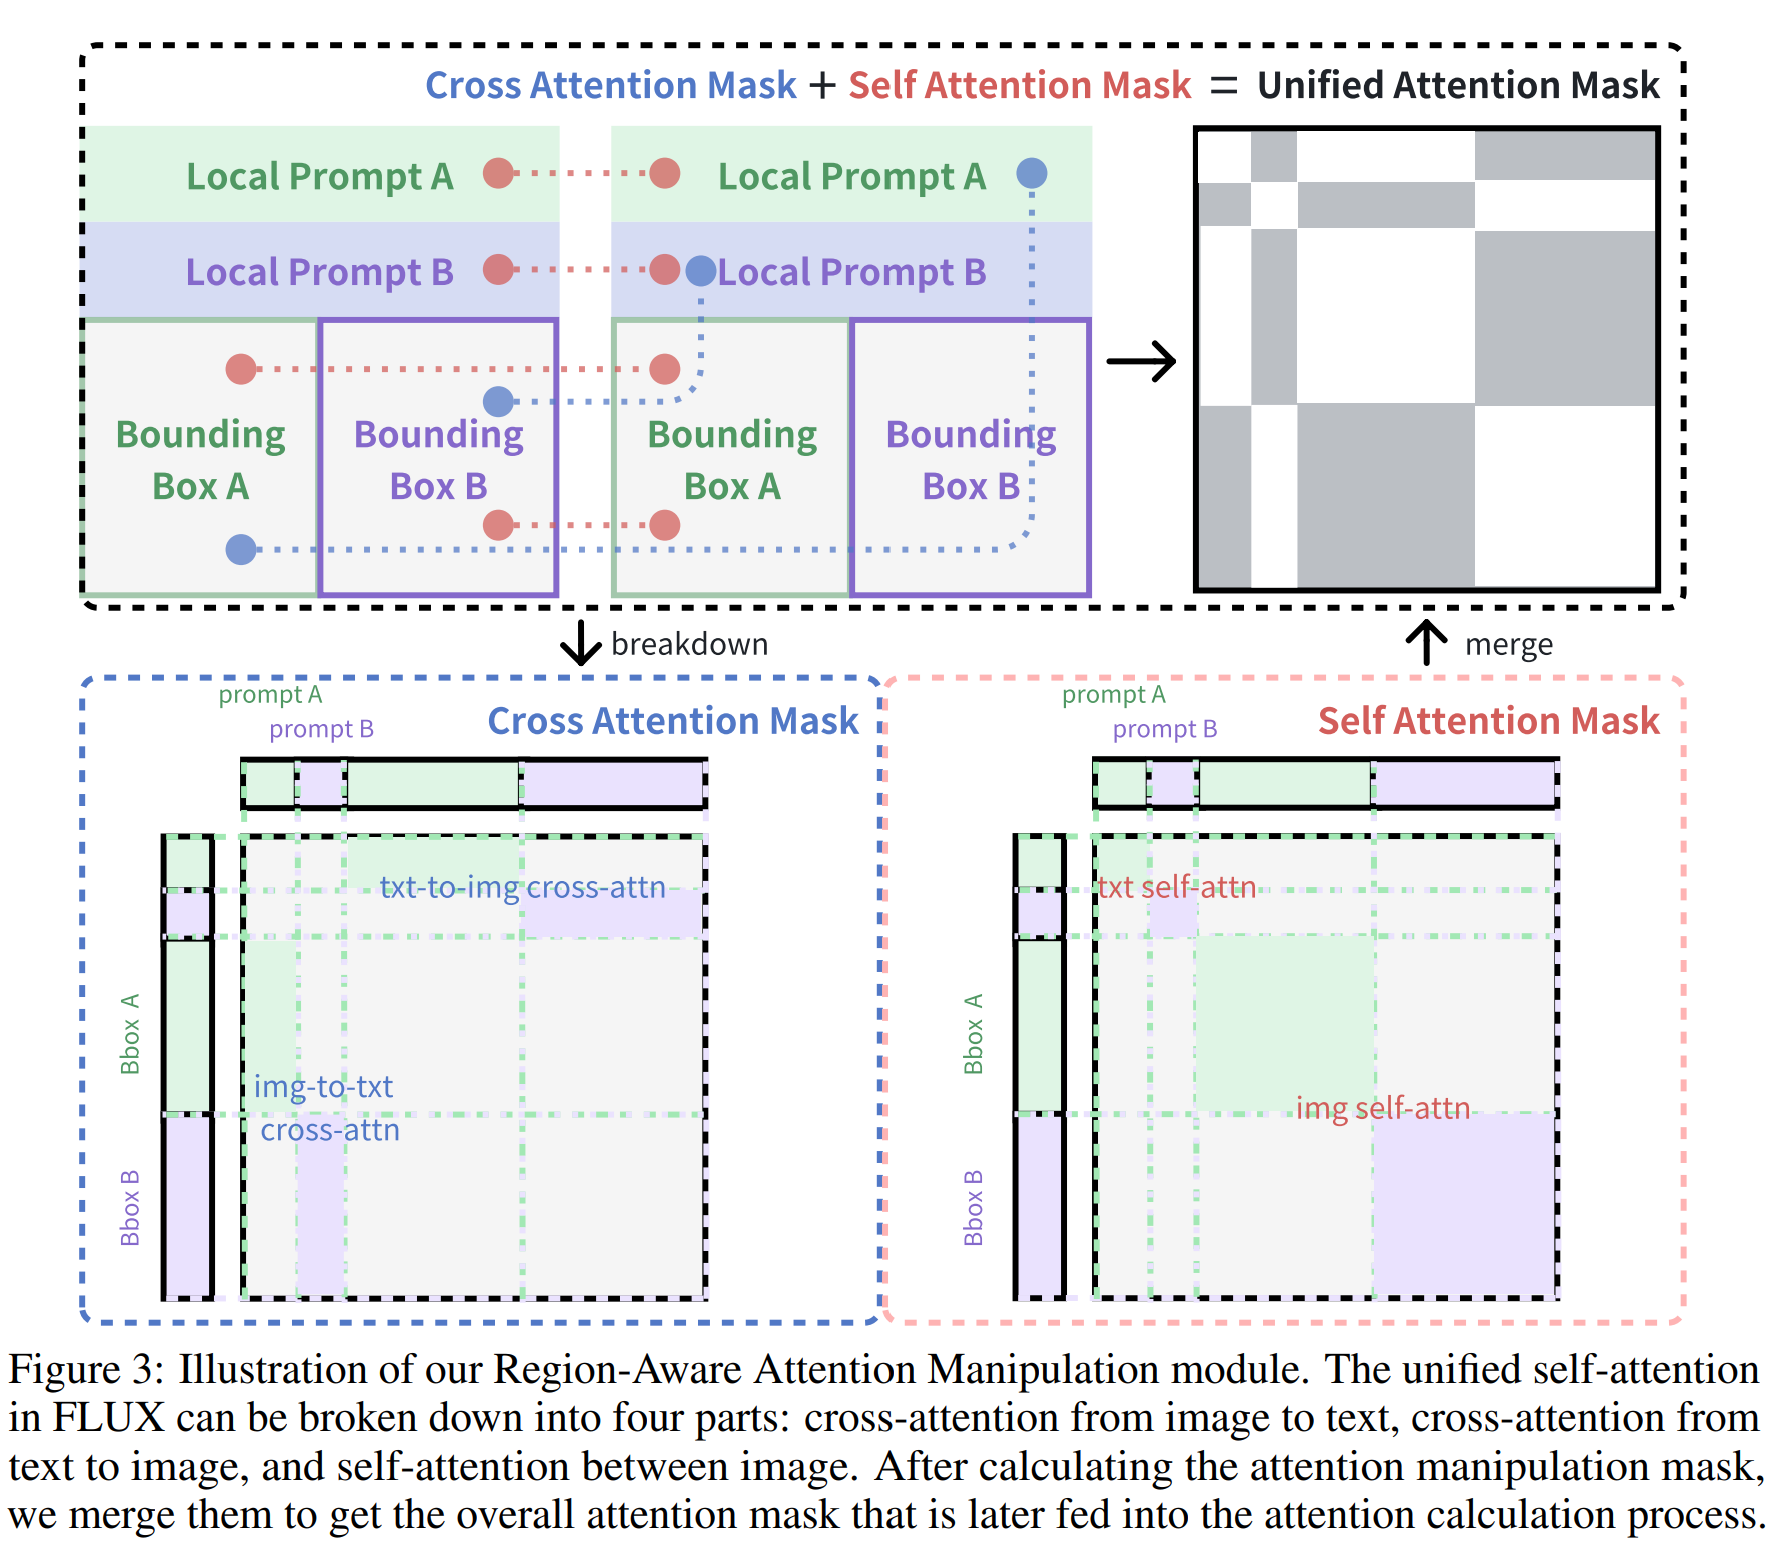 Cross Attention Mask + Self Attention Mask = Unified Attention Mask
Local Prompt A
Local Prompt B
Bounding
Box A
Bounding
Box B
Local Prompt A
Local Prompt B
Bounding
Box A
Bounding
Box B
breakdown
merge
Cross Attention Mask
prompt A
prompt B
Bbox A
Bbox B
txt-to-img cross-attn
img-to-txt
cross-attn
Self Attention Mask
prompt A
prompt B
Bbox A
Bbox B
txt self-attn
img self-attn
Figure 3: Illustration of our Region-Aware Attention Manipulation module. The unified self-attention
in FLUX can be broken down into four parts: cross-attention from image to text, cross-attention from
text to image, and self-attention between image. After calculating the attention manipulation mask,
we merge them to get the overall attention mask that is later fed into the attention calculation process.